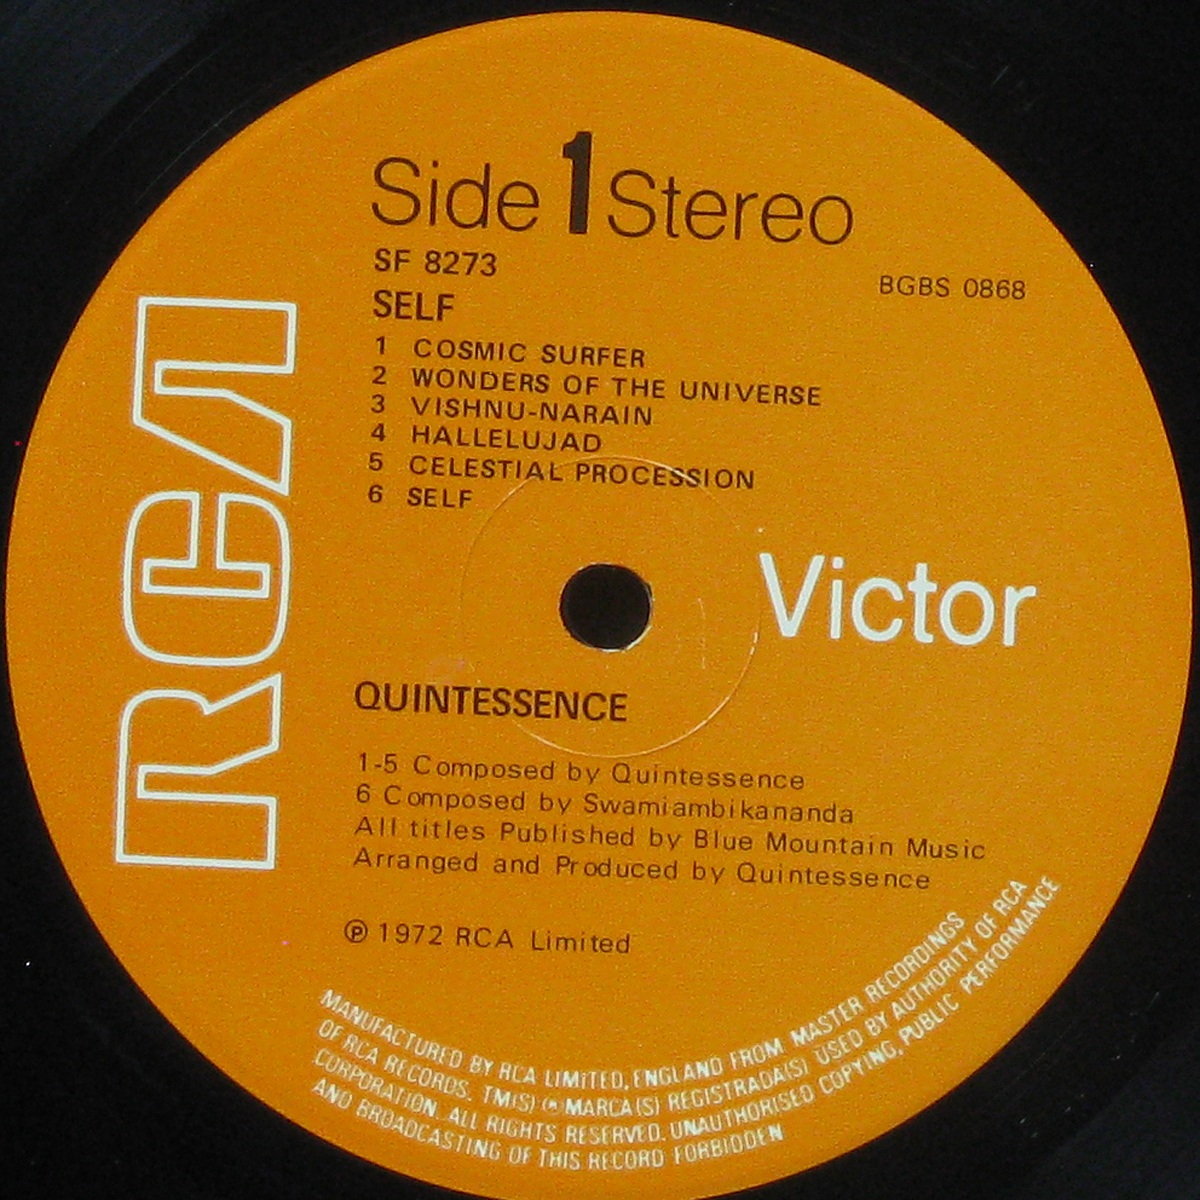 Side 1 Stereo
SF 8273
BGBS 0868
SELF
1 COSMIC SURFER
2 WONDERS OF THE UNIVERSE
3 VISHNU-NARAIN
4 HALLELUJAD
5 CELESTIAL PROCESSION
6 SELF
RCA
Victor
QUINTESSENCE
1-5 Composed by Quintessence
6 Composed by Swamiambikananda
All titles Published by Blue Mountain Music
Arranged and Produced by Quintessence
℗ 1972 RCA Limited
MANUFACTURED BY RCA LIMITED, ENGLAND FROM MASTER RECORDINGS
OF RCA RECORDS. TM(S) ® MARCA(S) REGISTRADA(S) USED BY AUTHORITY OF RCA
CORPORATION. ALL RIGHTS RESERVED. UNAUTHORISED COPYING, PUBLIC PERFORMANCE
AND BROADCASTING OF THIS RECORD FORBIDDEN